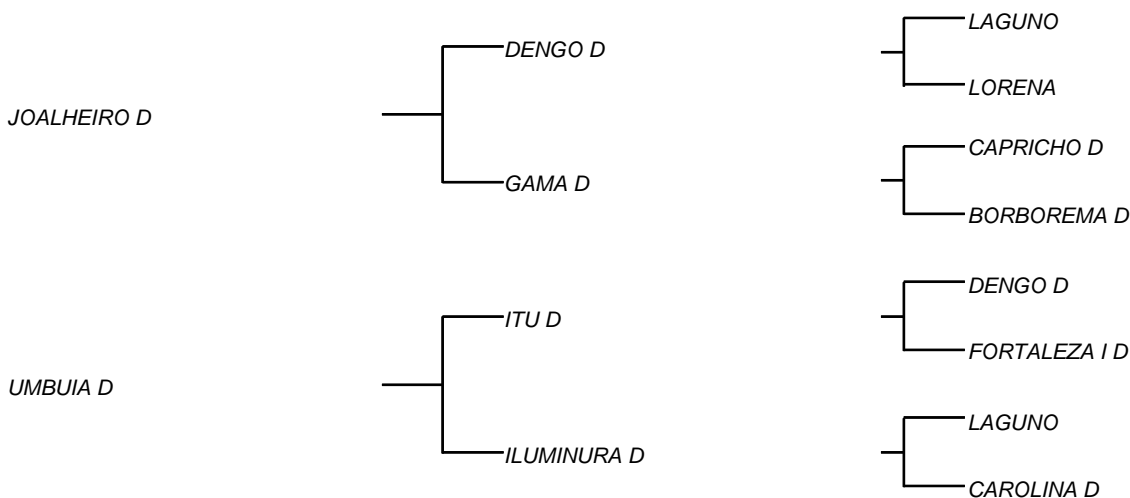 LAGUNO
DENGO D
LORENA
JOALHEIRO D
CAPRICHO D
GAMA D
BORBOREMA D
DENGO D
ITU D
FORTALEZA I D
UMBUIA D
LAGUNO
ILUMINURA D
CAROLINA D